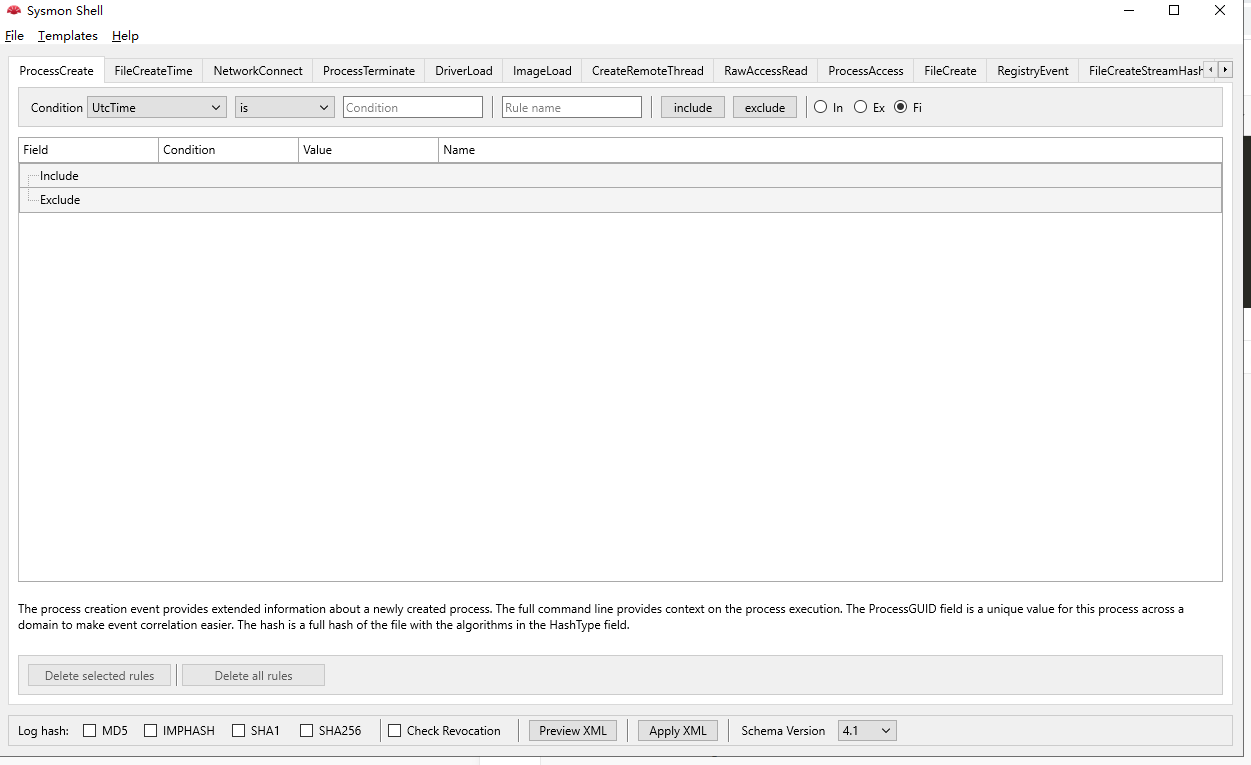 Sysmon Shell
File Templates Help
ProcessCreate FileCreateTime NetworkConnect ProcessTerminate DriverLoad ImageLoad CreateRemoteThread RawAccessRead ProcessAccess FileCreate RegistryEvent FileCreateStreamHash
Condition UtcTime is Condition Rule name include exclude In Ex Fi
Field Condition Value Name
Include
Exclude
The process creation event provides extended information about a newly created process. The full command line provides context on the process execution. The ProcessGUID field is a unique value for this process across a
domain to make event correlation easier. The hash is a full hash of the file with the algorithms in the HashType field.
Delete selected rules Delete all rules
Log hash: MD5 IMPHASH SHA1 SHA256 Check Revocation Preview XML Apply XML Schema Version 4.1